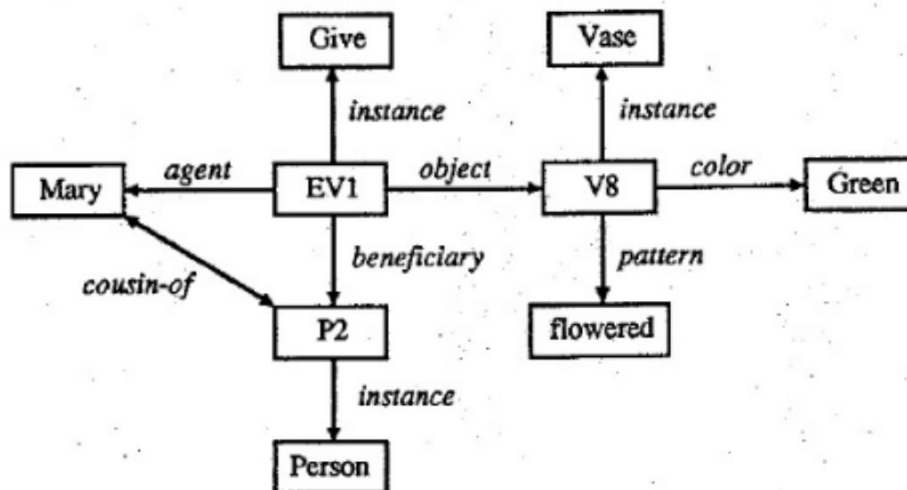 Give
Vase
instance
instance
agent
object
color
Mary
EV1
V8
Green
beneficiary
pattern
cousin-of
P2
flowered
instance
Person